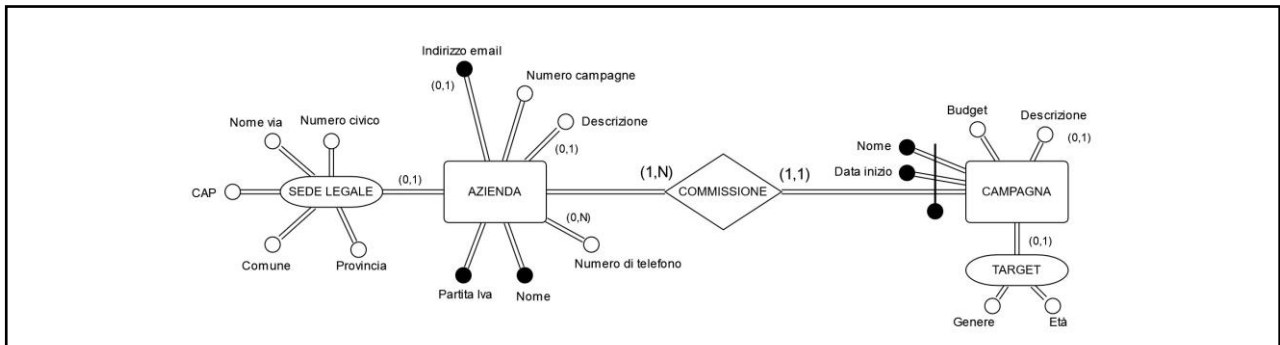 Indirizzo email
(0,1)
Numero campagne
Descrizione
(0,1)
Nome via
Numero civico
CAP
SEDE LEGALE
(0,1)
Comune
Provincia
AZIENDA
(0,N)
Numero di telefono
Partita Iva
Nome
(1,N)
COMMISSIONE
(1,1)
Budget
Descrizione
(0,1)
Nome
Data inizio
CAMPAGNA
(0,1)
TARGET
Genere
Età